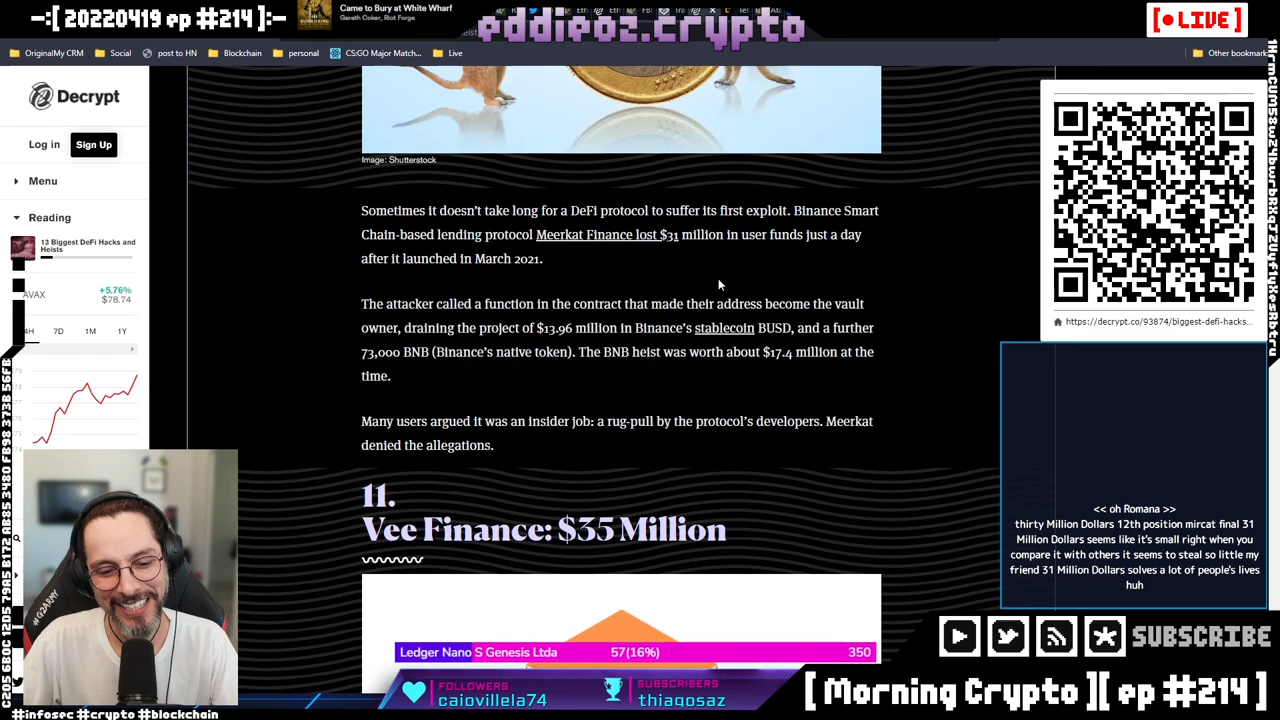 -:[ 20220419 ep #214 ]:-
Came to Bury at White Wharf
Gareth Coker, Riot Forge
eddieoz.crypto
[ LIVE ]
OriginalMy CRM
Social
post to HN
Blockchain
personal
CS:GO Major Match...
Live
Other bookmark
Decrypt
Log in
Sign Up
Menu
Reading
13 Biggest DeFi Hacks and
Heists
AVAX
+5.76%
$78.74
7D
1M
1Y
Image: Shutterstock
Sometimes it doesn't take long for a DeFi protocol to suffer its first exploit. Binance Smart
Chain-based lending protocol Meerkat Finance lost $31 million in user funds just a day
after it launched in March 2021.
The attacker called a function in the contract that made their address become the vault
owner, draining the project of $13.96 million in Binance's stablecoin BUSD, and a further
73,000 BNB (Binance's native token). The BNB heist was worth about $17.4 million at the
time.
Many users argued it was an insider job: a rug-pull by the protocol's developers. Meerkat
denied the allegations.
11.
Vee Finance: $35 Million
https://decrypt.co/93874/biggest-defi-hacks...
<< oh Romana >>
thirty Million Dollars 12th position mircat final 31
Million Dollars seems like it's small right when you
compare it with others it seems to steal so little my
friend 31 Million Dollars solves a lot of people's lives
huh
#G2ARMY
Ledger Nano S Genesis Ltda
57(16%)
350
FOLLOWERS
caiovillela74
SUBSCRIBERS
thiagosaz
SUBSCRIBE
[ Morning Crypto ][ ep #214 ]
#infosec #crypto #blockchain